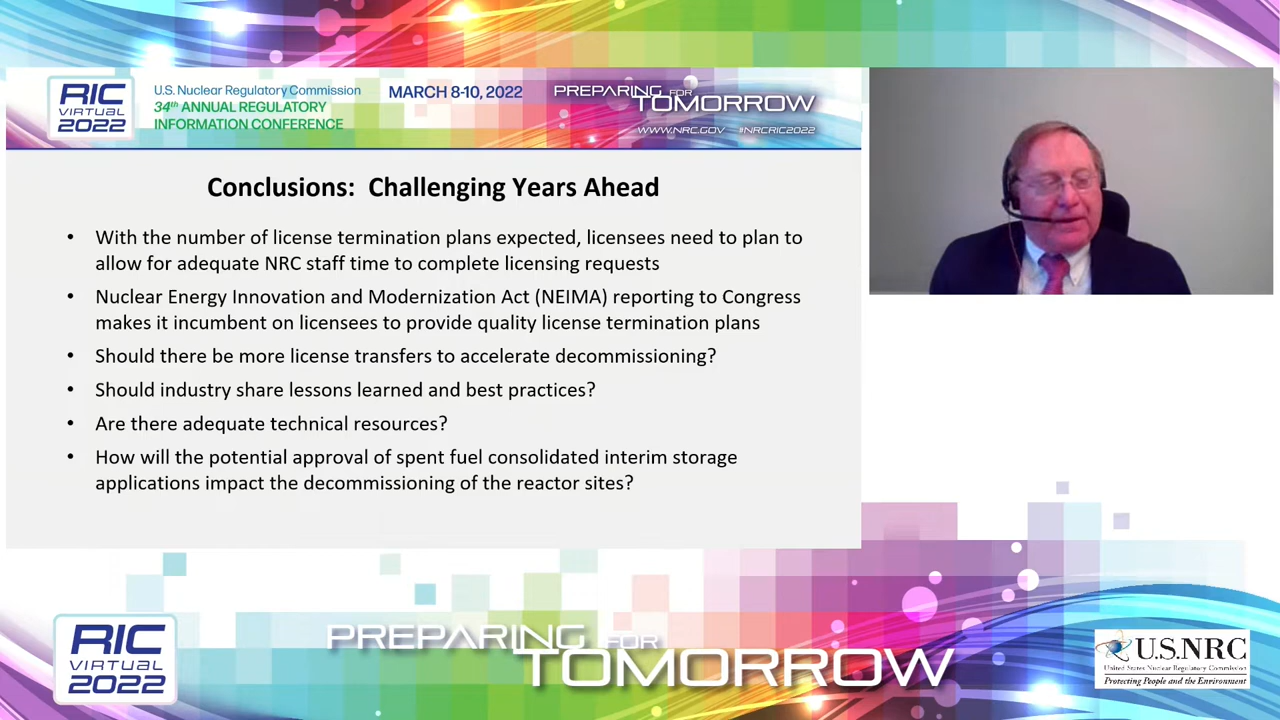 RIC
VIRTUAL
2022
U.S. Nuclear Regulatory Commission
34th ANNUAL REGULATORY
INFORMATION CONFERENCE
MARCH 8-10, 2022
PREPARING FOR
TOMORROW
WWW.NRC.GOV #NRCRIC2022
Conclusions: Challenging Years Ahead
• With the number of license termination plans expected, licensees need to plan to
allow for adequate NRC staff time to complete licensing requests
• Nuclear Energy Innovation and Modernization Act (NEIMA) reporting to Congress
makes it incumbent on licensees to provide quality license termination plans
• Should there be more license transfers to accelerate decommissioning?
• Should industry share lessons learned and best practices?
• Are there adequate technical resources?
• How will the potential approval of spent fuel consolidated interim storage
applications impact the decommissioning of the reactor sites?
RIC
VIRTUAL
2022
PREPARING FOR
TOMORROW
U.S.NRC
United States Nuclear Regulatory Commission
Protecting People and the Environment